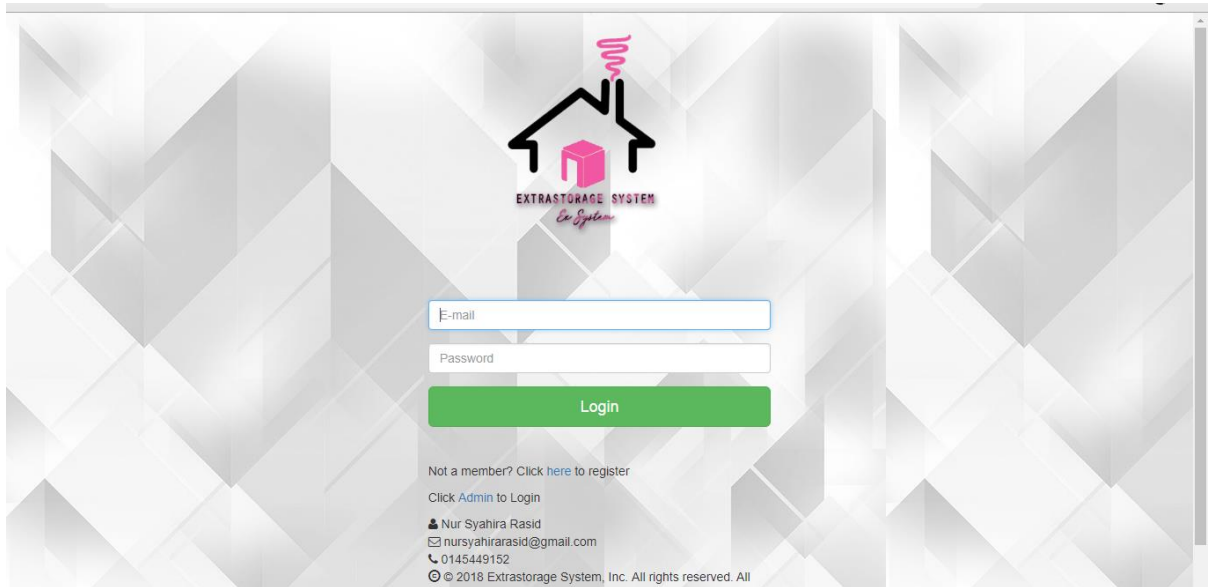 EXTRASTORAGE SYSTEM
Ex System
E-mail
Password
Login
Not a member? Click here to register
Click Admin to Login
Nur Syahira Rasid
nursyahirarasid@gmail.com
0145449152
© © 2018 Extrastorage System, Inc. All rights reserved. All